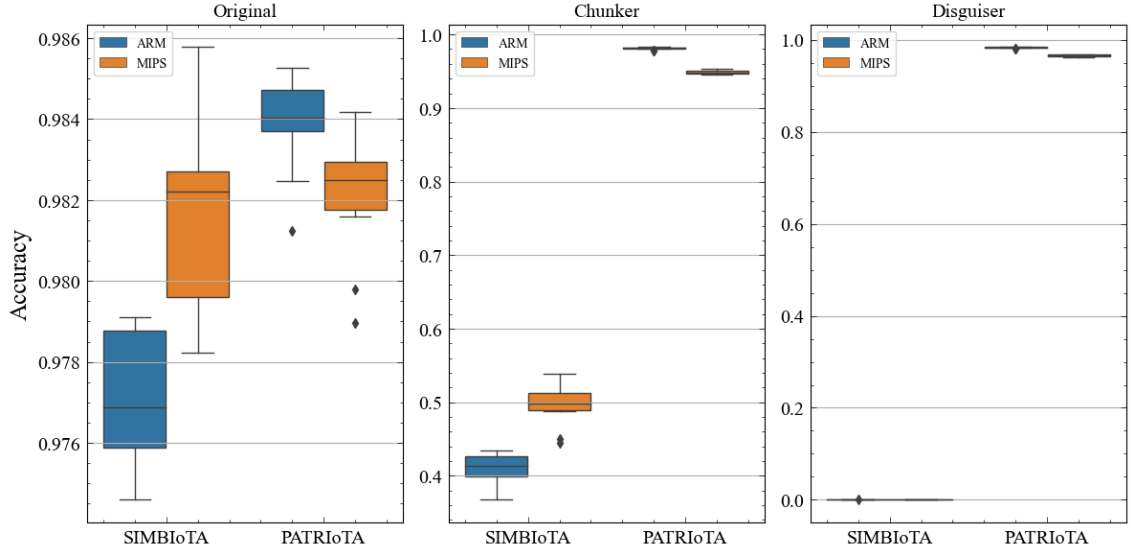 Original
Chunker
Disguiser
Accuracy
0.986
0.984
0.982
0.980
0.978
0.976
ARM
MIPS
SIMBIoTA
PATRIoTA
1.0
0.9
0.8
0.7
0.6
0.5
0.4
ARM
MIPS
SIMBIoTA
PATRIoTA
1.0
0.8
0.6
0.4
0.2
0.0
ARM
MIPS
SIMBIoTA
PATRIoTA